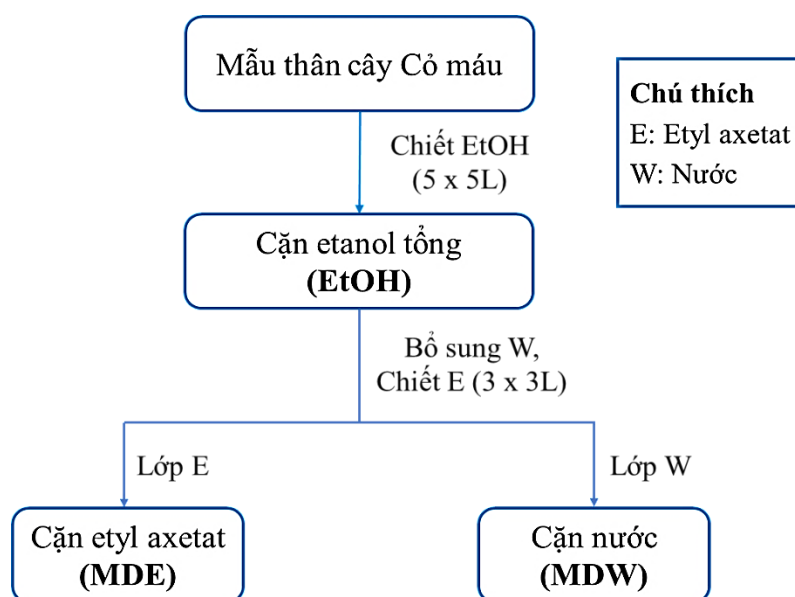 Mẫu thân cây Cỏ máu
Chú thích
E: Etyl axetat
W: Nước
Chiết EtOH
(5 x 5L)
Cặn etanol tổng
(EtOH)
Bổ sung W,
Chiết E (3 x 3L)
Lớp E
Lớp W
Cặn etyl axetat
(MDE)
Cặn nước
(MDW)